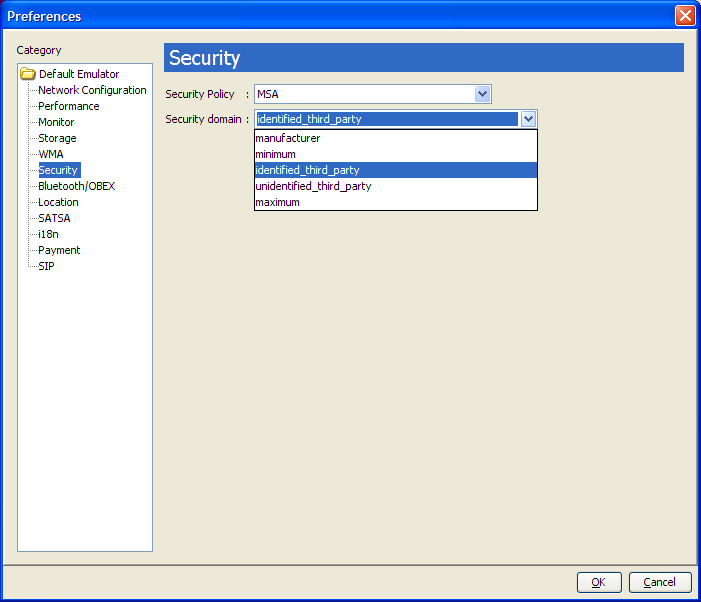 Preferences
Category
Default Emulator
Network Configuration
Performance
Monitor
Storage
WMA
Security
Bluetooth/OBEX
Location
SATSA
i18n
Payment
SIP
Security
Security Policy : MSA
Security domain : identified_third_party
manufacturer
minimum
identified_third_party
unidentified_third_party
maximum
OK Cancel